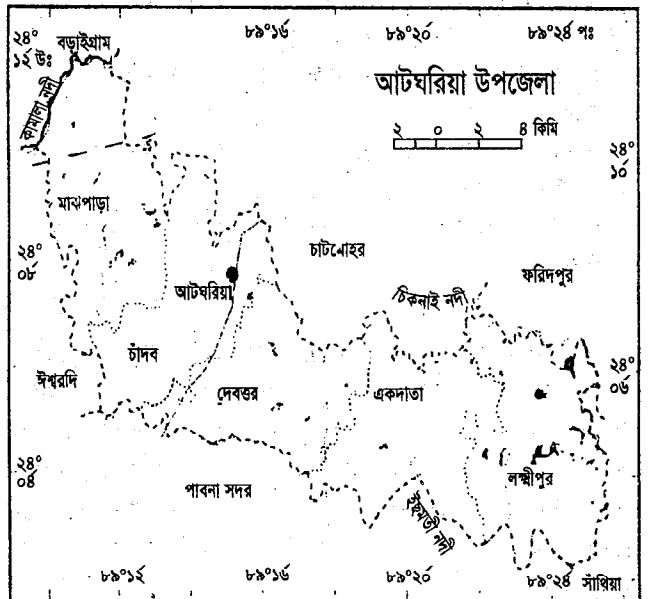 ২৪°
১২ উঃ
বড়াইগ্রাম
৮৯°১৬
৮৯°২০
৮৯°২৪ পঃ
কামালা নদী
আটঘরিয়া উপজেলা
২ ০ ২ ৪ কিমি
২৪°
১০
মাঝপাড়া
২৪°
০৮
চাটমোহর
ফরিদপুর
আটঘরিয়া
চিকনাই নদী
চাঁদব
২৪°
০৬
ঈশ্বরদি
দেবত্তর
একদাতা
২৪°
০৪
পাবনা সদর
লক্ষ্মীপুর
ইছমতী নদী
৮৯°১২
৮৯°১৬
৮৯°২০
৮৯°২৪
সাঁথিয়া